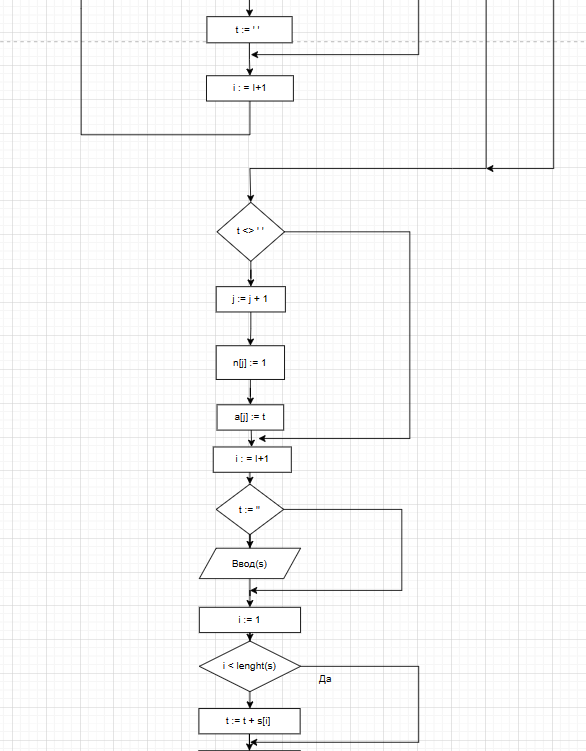 t := ' '
i : = I+1
t <> ' '
j := j + 1
n[j] := 1
a[j] := t
i : = I+1
t := ''
Ввод(s)
i := 1
i < lenght(s)
Да
t := t + s[i]